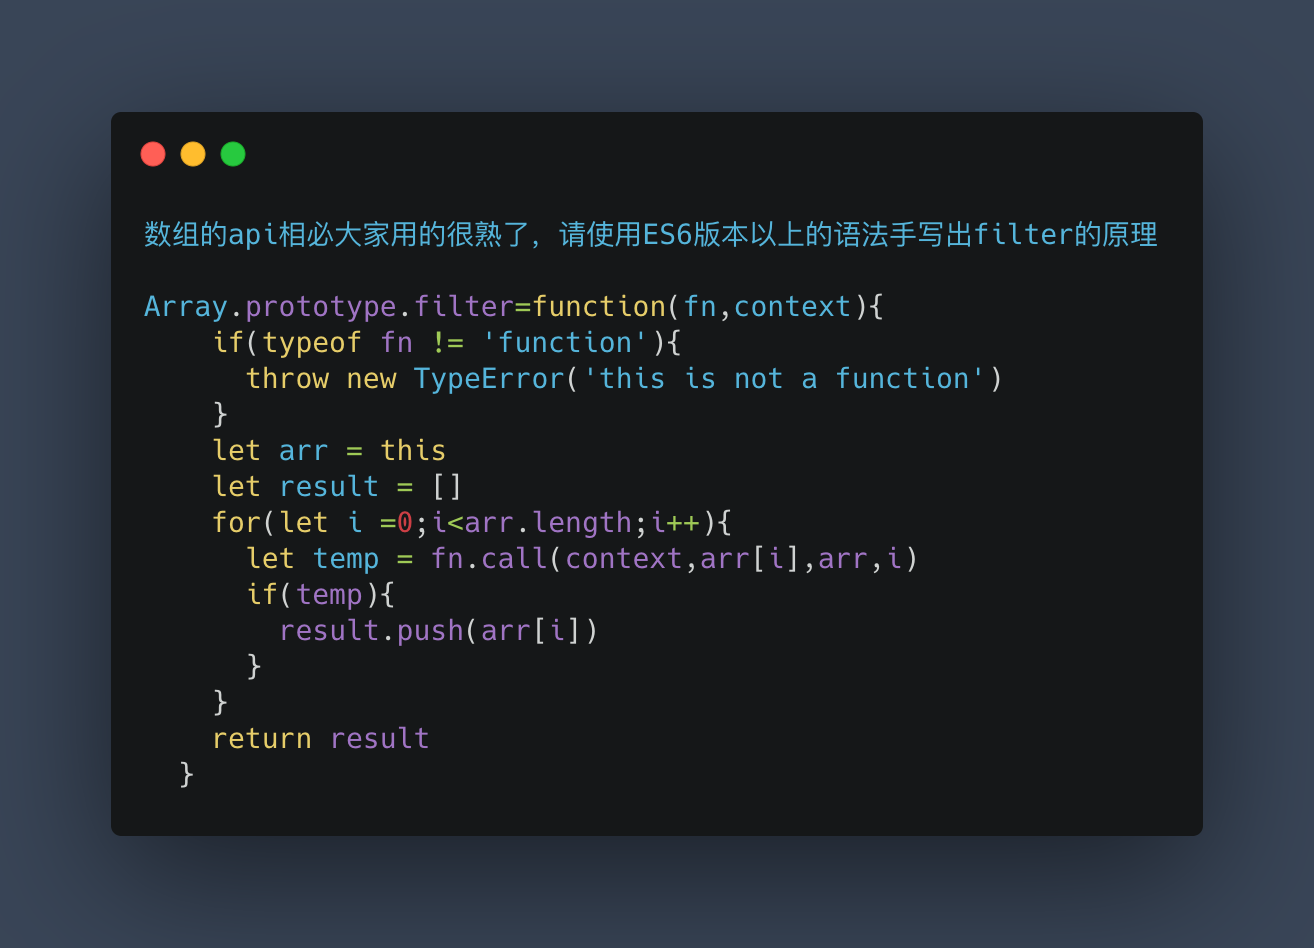 数组的api相必大家用的很熟了，请使用ES6版本以上的语法手写出filter的原理
Array.prototype.filter=function(fn,context){
    if(typeof fn != 'function'){
      throw new TypeError('this is not a function')
    }
    let arr = this
    let result = []
    for(let i =0;i<arr.length;i++){
      let temp = fn.call(context,arr[i],arr,i)
      if(temp){
        result.push(arr[i])
      }
    }
    return result
  }